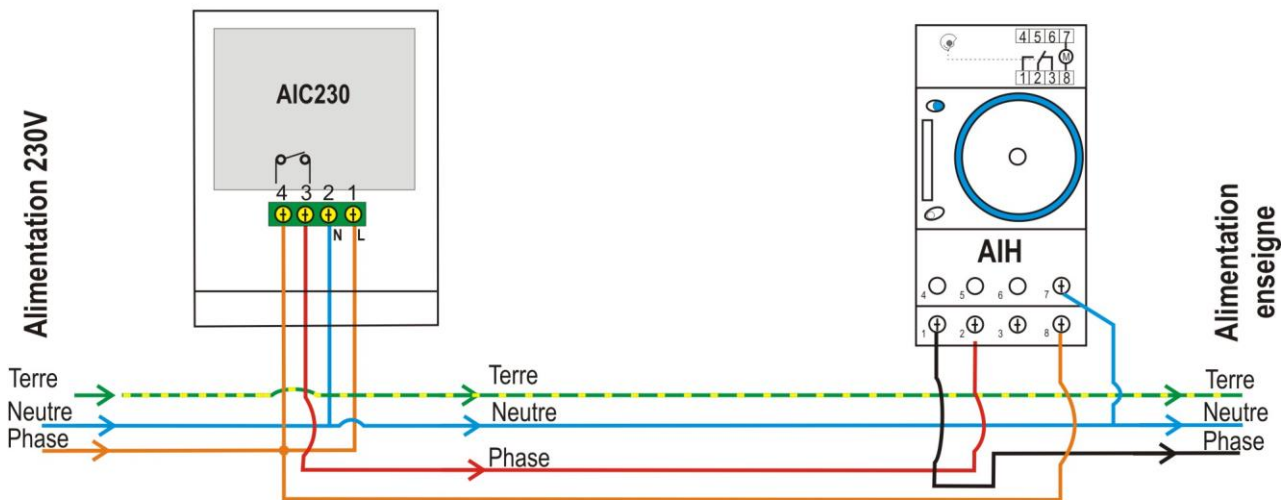 Alimentation 230V
AIC230
4 3 2 1
N L
Terre
Neutre
Phase
Terre
Neutre
Phase
4 5 6 7
M
1 2 3 8
AIH
4 5 6 7
1 2 3 8
Alimentation
enseigne
Terre
Neutre
Phase